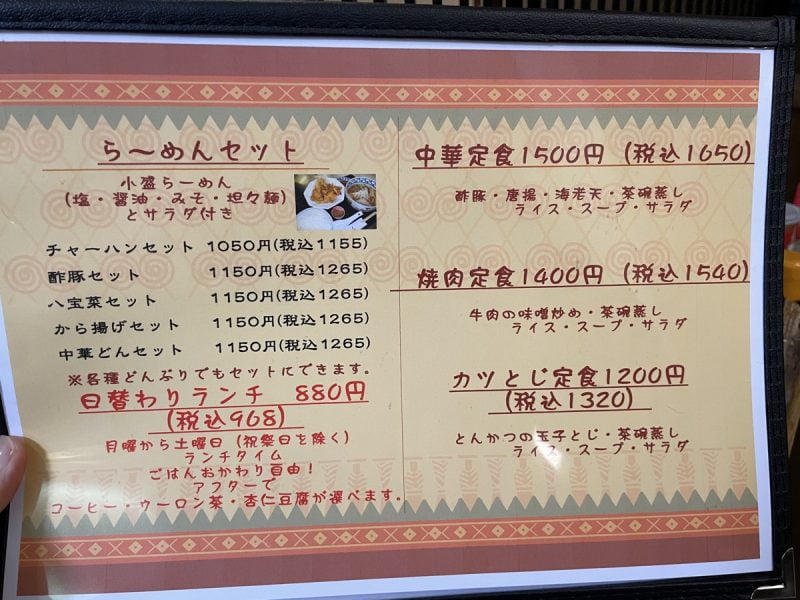 ら〜めんセット
小盛らーめん
(塩・醤油・みそ・坦々麺)
とサラダ付き
チャーハンセット 1050円(税込1155)
酢豚セット 1150円(税込1265)
八宝菜セット 1150円(税込1265)
から揚げセット 1150円(税込1265)
中華どんセット 1150円(税込1265)
※各種どんぶりでもセットにできます。
日替わりランチ 880円
(税込968)
月曜から土曜日(祝祭日を除く)
ランチタイム
ごはんおかわり自由!
アフターで
コーヒー・ウーロン茶・杏仁豆腐が選べます。
中華定食1500円 (税込1650)
酢豚・唐揚・海老天・茶碗蒸し
ライス・スープ・サラダ
焼肉定食1400円 (税込1540)
牛肉の味噌炒め・茶碗蒸し
ライス・スープ・サラダ
カツとじ定食1200円
(税込1320)
とんかつの玉子とじ・茶碗蒸し
ライス・スープ・サラダ